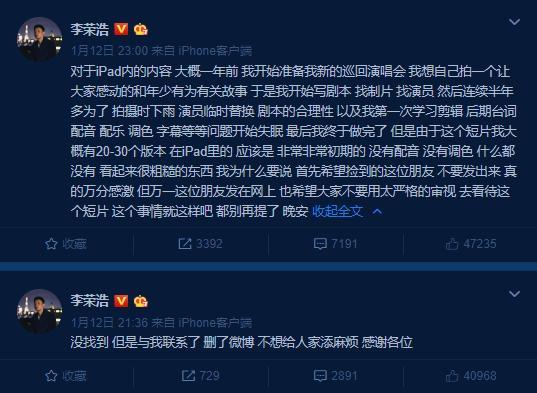 李荣浩
1月12日 23:00 来自 iPhone客户端
对于iPad内的内容 大概一年前 我开始准备我新的巡回演唱会 我想自己拍一个让
大家感动的和年少有为有关故事 于是我开始写剧本 找制片 找演员 然后连续半年
多为了 拍摄时下雨 演员临时替换 剧本的合理性 以及我第一次学习剪辑 后期台词
配音 配乐 调色 字幕等等问题开始失眠 最后我终于做完了 但是由于这个短片我大
概有20-30个版本 在iPad里的 应该是 非常非常初期的 没有配音 没有调色 什么都
没有 看起来很粗糙的东西 我为什么要说 首先希望捡到的这位朋友 不要发出来 真
的万分感激 但万一这位朋友发在网上 也希望大家不要用太严格的审视 去看待这
个短片 这个事情就这样吧 都别再提了 晚安 收起全文
收藏 3392 7191 47235
李荣浩
1月12日 21:36 来自 iPhone客户端
没找到 但是与我联系了 删了微博 不想给人家添麻烦 感谢各位
收藏 729 2891 40968